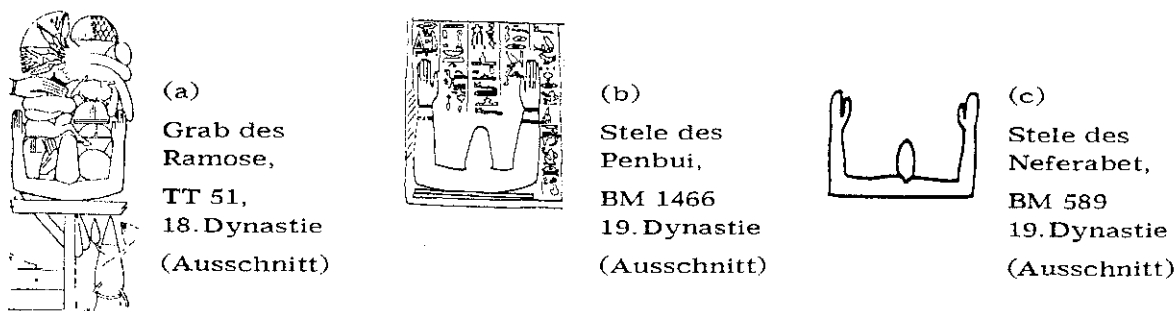 (a)
Grab des
Ramose,
TT 51,
18. Dynastie
(Ausschnitt)
(b)
Stele des
Penbui,
BM 1466
19. Dynastie
(Ausschnitt)
(c)
Stele des
Neferabet,
BM 589
19. Dynastie
(Ausschnitt)